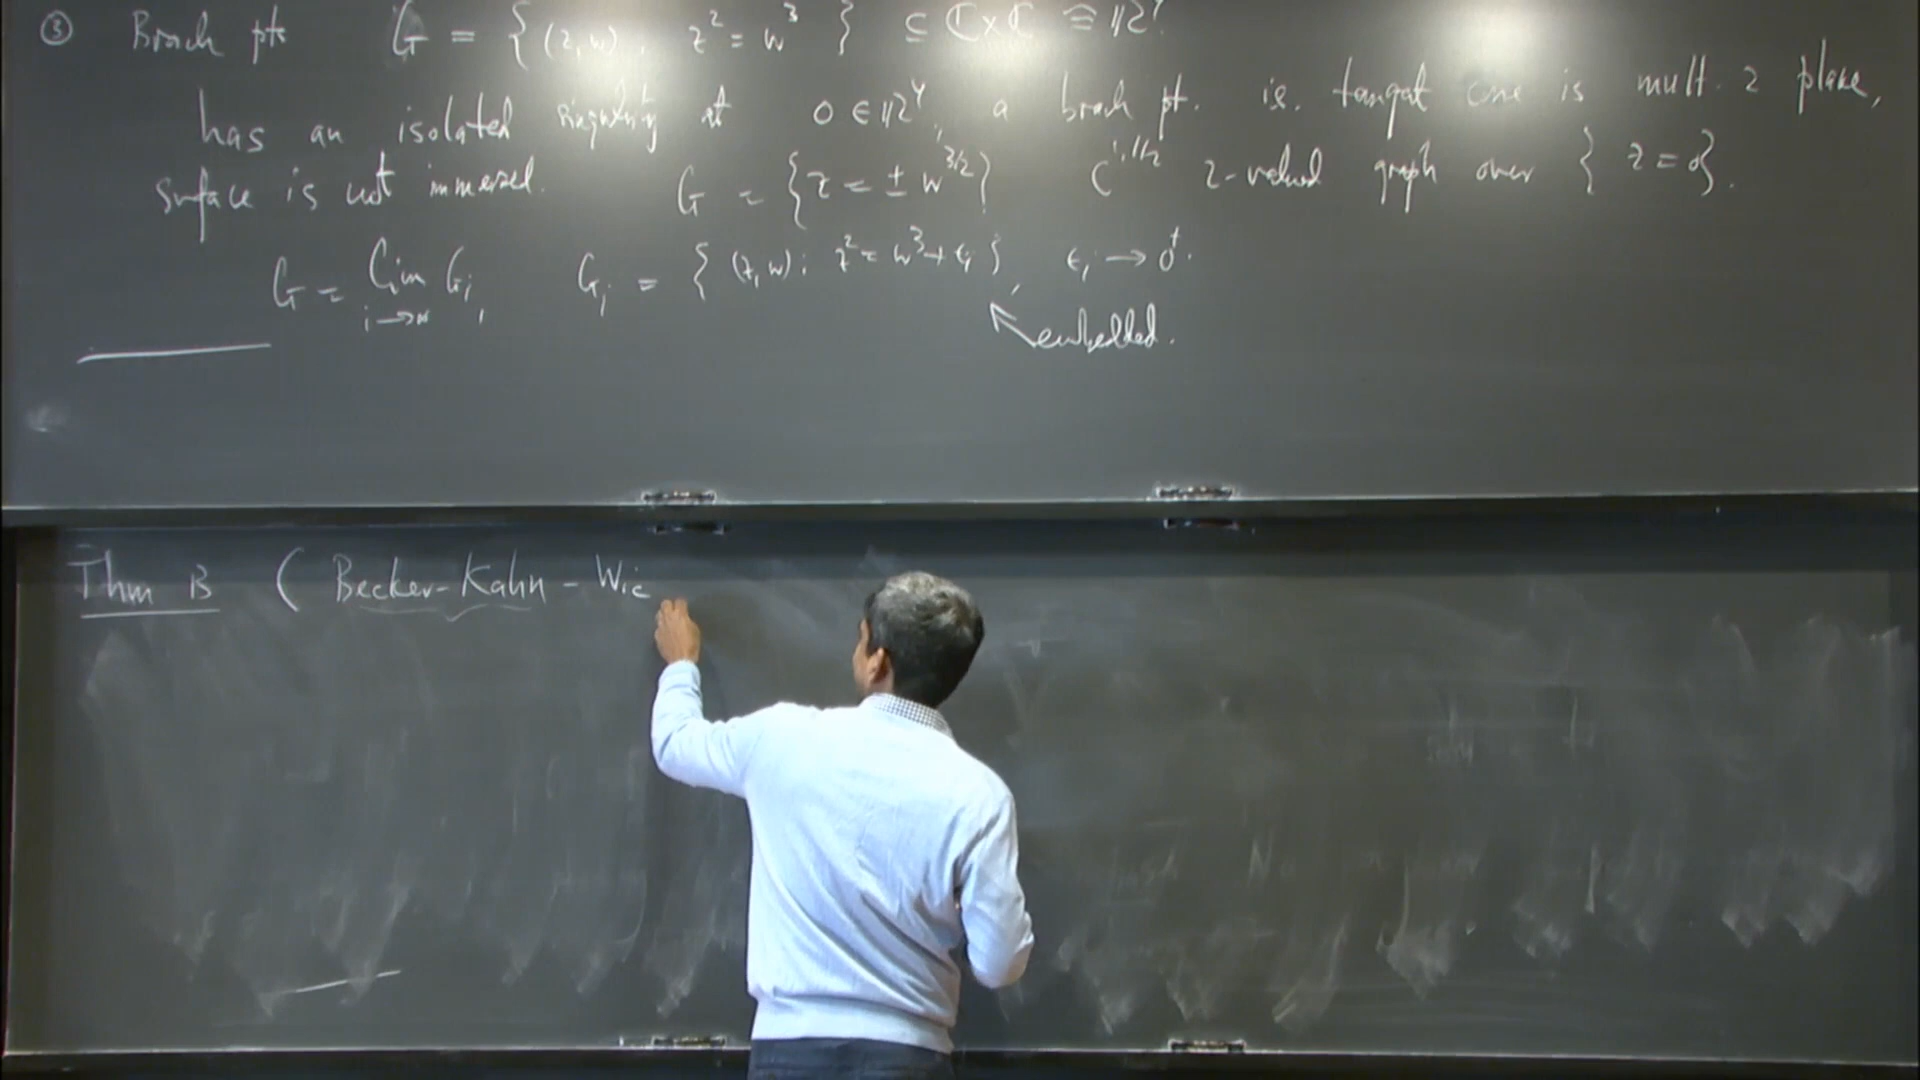 ③ Branch pts G = { (z,w) : z² = w³ } ⊆ ℂ×ℂ ≅ ℝ⁴.
has an isolated singularity at 0 ∈ ℝ⁴, a branch pt. ie. tangent cone is mult. 2 plane,
surface is not immersed. G = {z = ± w^{3/2}} C^{1,1/2} 2-valued graph over { z = 0}.
G = lim_{i→∞} G_i, G_i = { (z,w) : z² = w³ + ε_i }, ε_i → 0⁺.
embedded.
Thm B ( Becker-Kahn - Wic